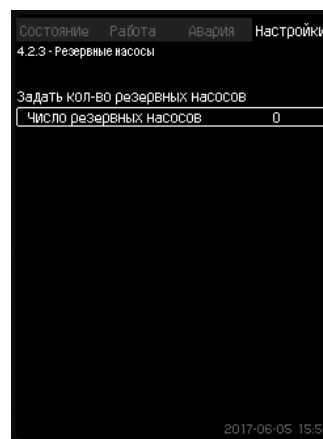 Состояние Работа Авария Настройки
4.2.3 - Резервные насосы
Задать кол-во резервных насосов
Число резервных насосов 0
2017-06-05 15:5